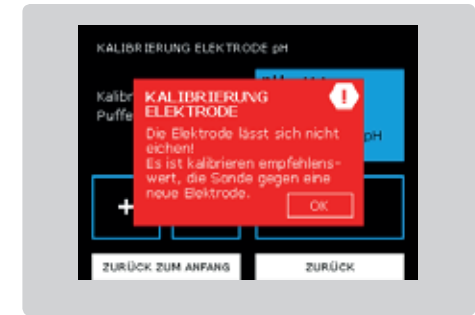 KALIBRIERUNG ELEKTRODE pH
Kalibr
Puffe
KALIBRIERUNG
ELEKTRODE
!
Die Elektrode lässt sich nicht
eichen!
Es ist kalibrieren empfehlens-
wert, die Sonde gegen eine
neue Elektrode.
OK
pH
+
ZURÜCK ZUM ANFANG
ZURÜCK